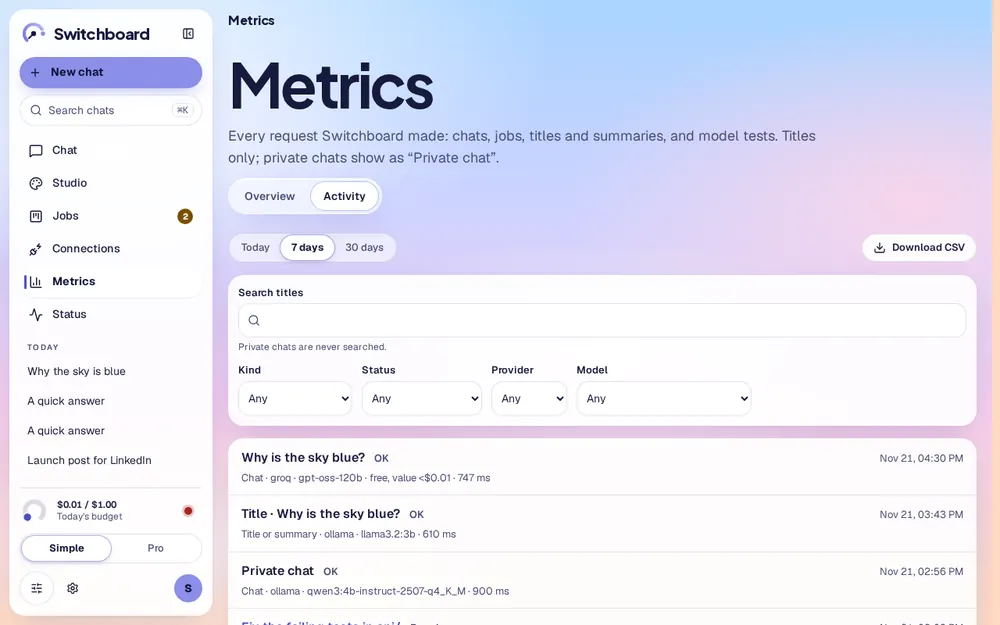 Switchboard
New chat
Search chats
⌘K
Chat
Studio
Jobs
2
Connections
Metrics
Status
TODAY
Why the sky is blue
A quick answer
A quick answer
Launch post for LinkedIn
$0.01 / $1.00
Today's budget
Simple
Pro
S
Metrics
Metrics
Every request Switchboard made: chats, jobs, titles and summaries, and model tests. Titles
only; private chats show as “Private chat”.
Overview
Activity
Today
7 days
30 days
Download CSV
Search titles
Private chats are never searched.
Kind
Status
Provider
Model
Any
Any
Any
Any
Why is the sky blue? OK
Nov 21, 04:30 PM
Chat · groq · gpt-oss-120b · free, value <$0.01 · 747 ms
Title · Why is the sky blue? OK
Nov 21, 03:43 PM
Title or summary · ollama · llama3.2:3b · 610 ms
Private chat OK
Nov 21, 02:56 PM
Chat · ollama · qwen3:4b-instruct-2507-q4_K_M · 900 ms